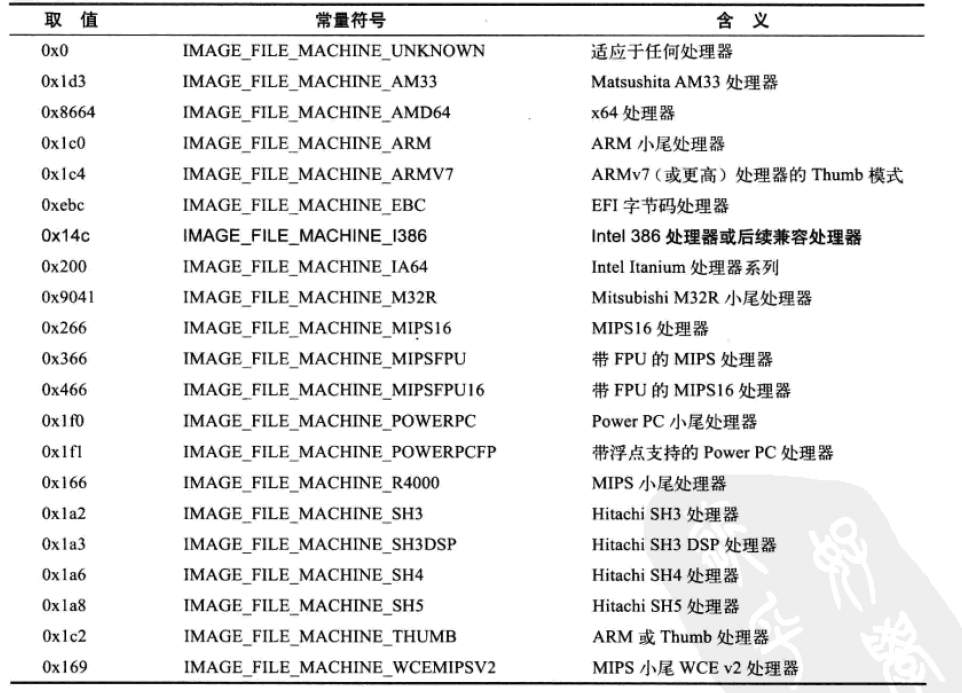 取 值 常量符号 含 义
0x0 IMAGE_FILE_MACHINE_UNKNOWN 适应于任何处理器
0x1d3 IMAGE_FILE_MACHINE_AM33 Matsushita AM33 处理器
0x8664 IMAGE_FILE_MACHINE_AMD64 x64 处理器
0x1c0 IMAGE_FILE_MACHINE_ARM ARM 小尾处理器
0x1c4 IMAGE_FILE_MACHINE_ARMV7 ARMv7（或更高）处理器的 Thumb 模式
0xebc IMAGE_FILE_MACHINE_EBC EFI 字节码处理器
0x14c IMAGE_FILE_MACHINE_I386 Intel 386 处理器或后续兼容处理器
0x200 IMAGE_FILE_MACHINE_IA64 Intel Itanium 处理器系列
0x9041 IMAGE_FILE_MACHINE_M32R Mitsubishi M32R 小尾处理器
0x266 IMAGE_FILE_MACHINE_MIPS16 MIPS16 处理器
0x366 IMAGE_FILE_MACHINE_MIPSFPU 带 FPU 的 MIPS 处理器
0x466 IMAGE_FILE_MACHINE_MIPSFPU16 带 FPU 的 MIPS16 处理器
0x1f0 IMAGE_FILE_MACHINE_POWERPC Power PC 小尾处理器
0x1f1 IMAGE_FILE_MACHINE_POWERPCFP 带浮点支持的 Power PC 处理器
0x166 IMAGE_FILE_MACHINE_R4000 MIPS 小尾处理器
0x1a2 IMAGE_FILE_MACHINE_SH3 Hitachi SH3 处理器
0x1a3 IMAGE_FILE_MACHINE_SH3DSP Hitachi SH3 DSP 处理器
0x1a6 IMAGE_FILE_MACHINE_SH4 Hitachi SH4 处理器
0x1a8 IMAGE_FILE_MACHINE_SH5 Hitachi SH5 处理器
0x1c2 IMAGE_FILE_MACHINE_THUMB ARM 或 Thumb 处理器
0x169 IMAGE_FILE_MACHINE_WCEMIPSV2 MIPS 小尾 WCE v2 处理器